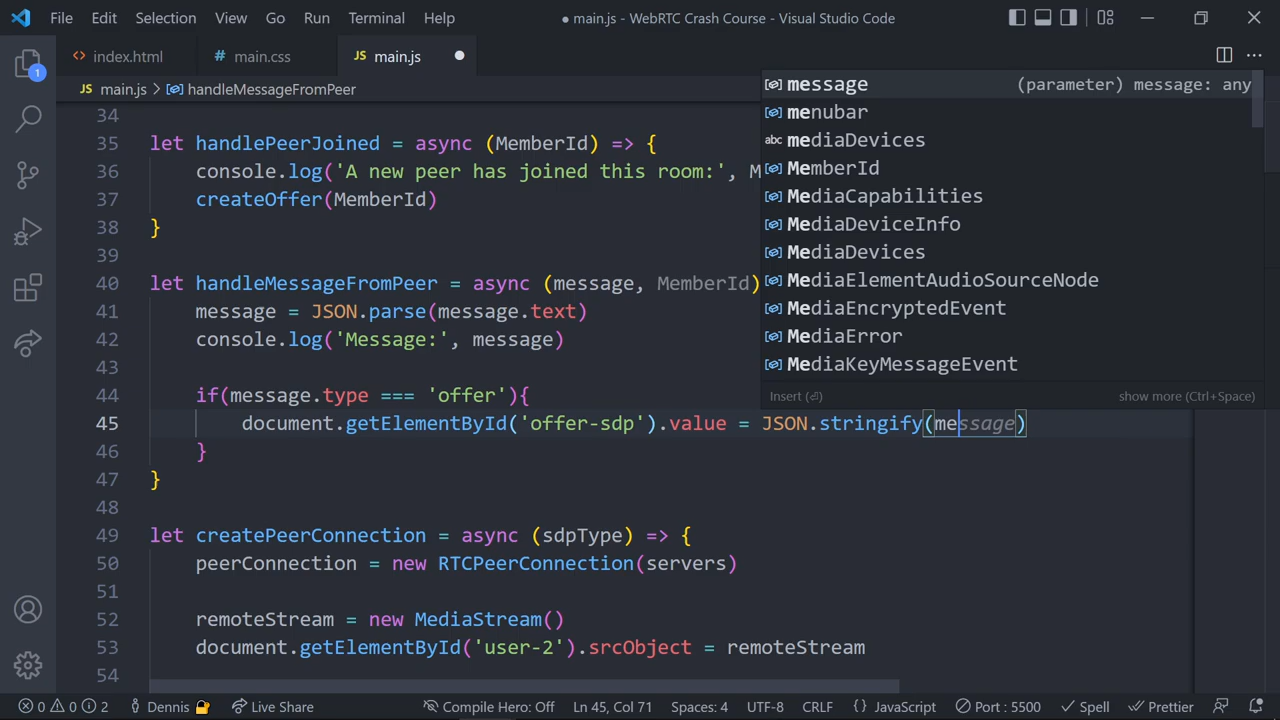 File Edit Selection View Go Run Terminal Help ● main.js - WebRTC Crash Course - Visual Studio Code
<> index.html # main.css JS main.js ●
JS main.js > handleMessageFromPeer
1
34
35 let handlePeerJoined = async (MemberId) => {
36 console.log('A new peer has joined this room:', M
37 createOffer(MemberId)
38 }
39
40 let handleMessageFromPeer = async (message, MemberId)
41 message = JSON.parse(message.text)
42 console.log('Message:', message)
43
44 if(message.type === 'offer'){
45 document.getElementById('offer-sdp').value = JSON.stringify(message)
46 }
47 }
48
49 let createPeerConnection = async (sdpType) => {
50 peerConnection = new RTCPeerConnection(servers)
51
52 remoteStream = new MediaStream()
53 document.getElementById('user-2').srcObject = remoteStream
54
message (parameter) message: any
menubar
abc mediaDevices
MemberId
MediaCapabilities
MediaDeviceInfo
MediaDevices
MediaElementAudioSourceNode
MediaEncryptedEvent
MediaError
MediaKeyMessageEvent
Insert (⏎) show more (Ctrl+Space)
0 0 2 Dennis Live Share Compile Hero: Off Ln 45, Col 71 Spaces: 4 UTF-8 CRLF {} JavaScript Port : 5500 Spell Prettier